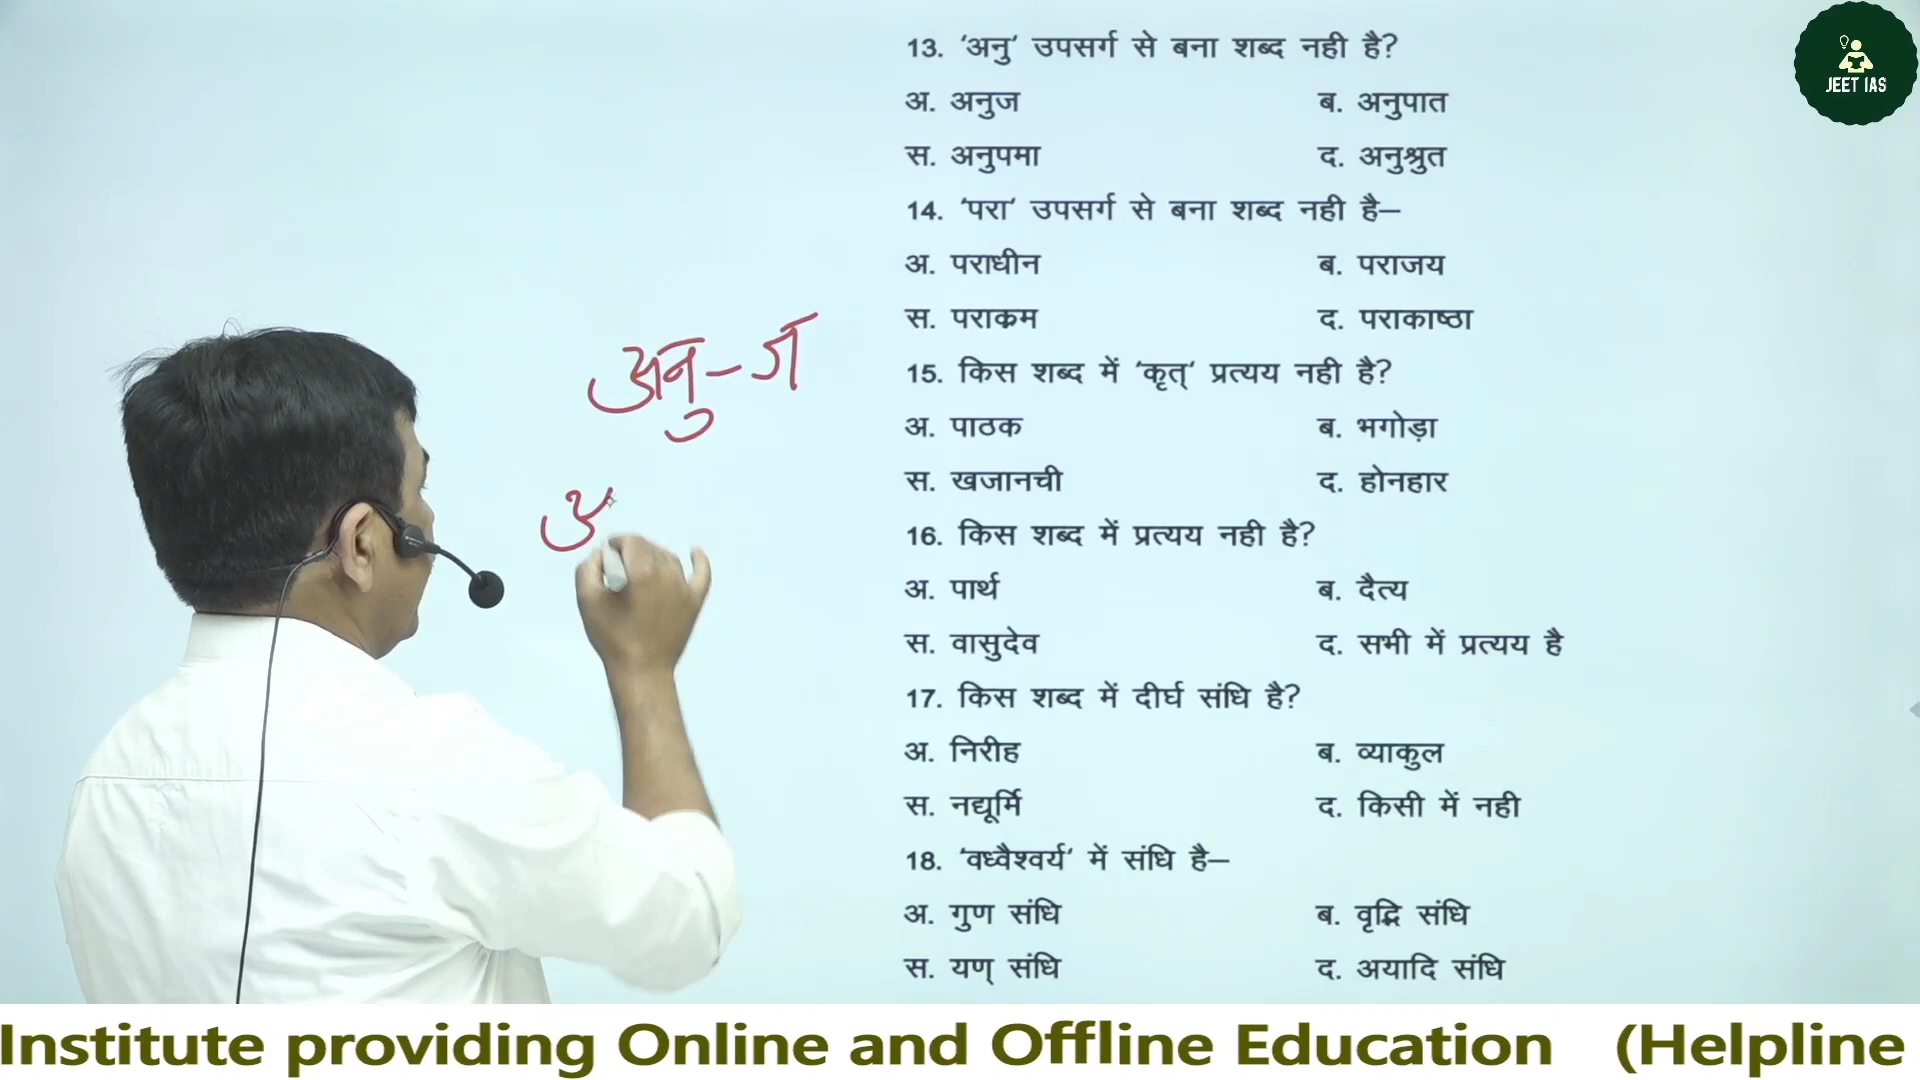 13. ‘अनु‘ उपसर्ग से बना शब्द नही है?
अ. अनुज ब. अनुपात
स. अनुपमा द. अनुश्रुत
14. ‘परा‘ उपसर्ग से बना शब्द नही है–
अ. पराधीन ब. पराजय
स. पराक्रम द. पराकाष्ठा
15. किस शब्द में ‘कृत्‘ प्रत्यय नही है?
अ. पाठक ब. भगोड़ा
स. खजानची द. होनहार
16. किस शब्द में प्रत्यय नही है?
अ. पार्थ ब. दैत्य
स. वासुदेव द. सभी में प्रत्यय है
17. किस शब्द में दीर्घ संधि है?
अ. निरीह ब. व्याकुल
स. नद्यूर्मि द. किसी में नही
18. ‘वध्वैश्वर्य‘ में संधि है–
अ. गुण संधि ब. वृद्धि संधि
स. यण् संधि द. अयादि संधि
JEET IAS
अनु-ज
Institute providing Online and Offline Education (Helpline